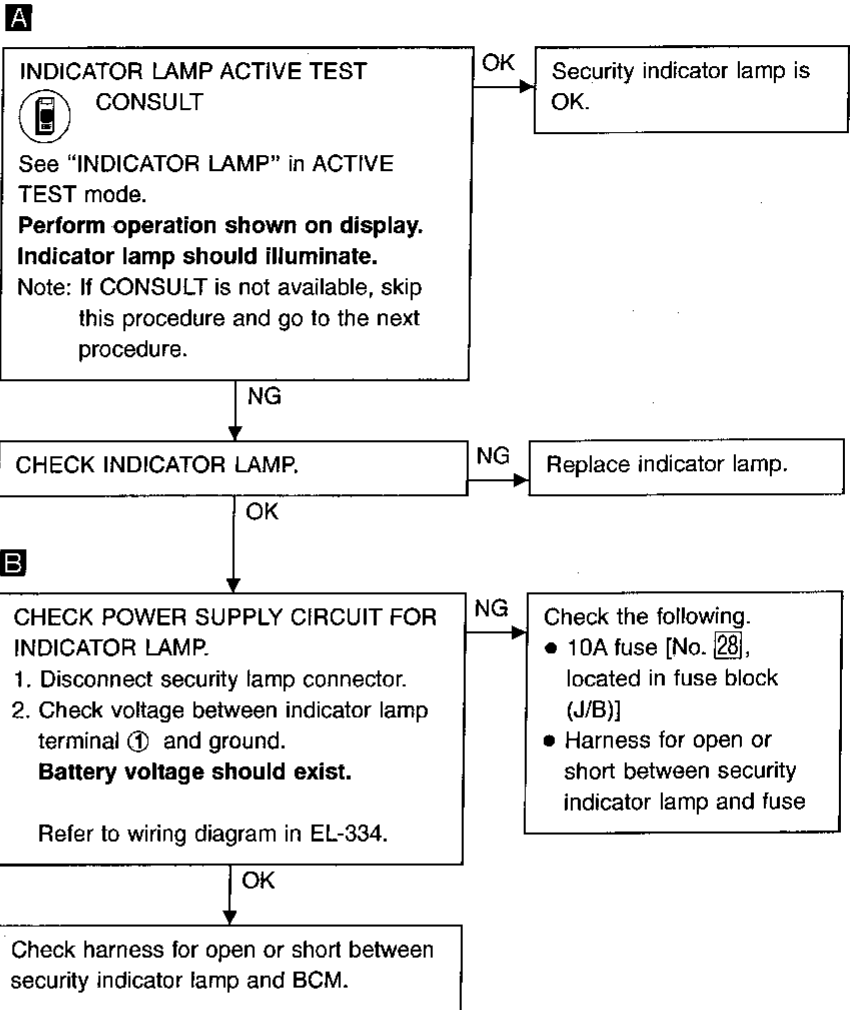 A
INDICATOR LAMP ACTIVE TEST
CONSULT
See “INDICATOR LAMP” in ACTIVE
TEST mode.
Perform operation shown on display.
Indicator lamp should illuminate.
Note: If CONSULT is not available, skip
this procedure and go to the next
procedure.
OK
Security indicator lamp is
OK.
NG
CHECK INDICATOR LAMP.
NG
Replace indicator lamp.
OK
B
CHECK POWER SUPPLY CIRCUIT FOR
INDICATOR LAMP.
1. Disconnect security lamp connector.
2. Check voltage between indicator lamp
terminal ① and ground.
Battery voltage should exist.
Refer to wiring diagram in EL-334.
NG
Check the following.
● 10A fuse [No. 28,
located in fuse block
(J/B)]
● Harness for open or
short between security
indicator lamp and fuse
OK
Check harness for open or short between
security indicator lamp and BCM.